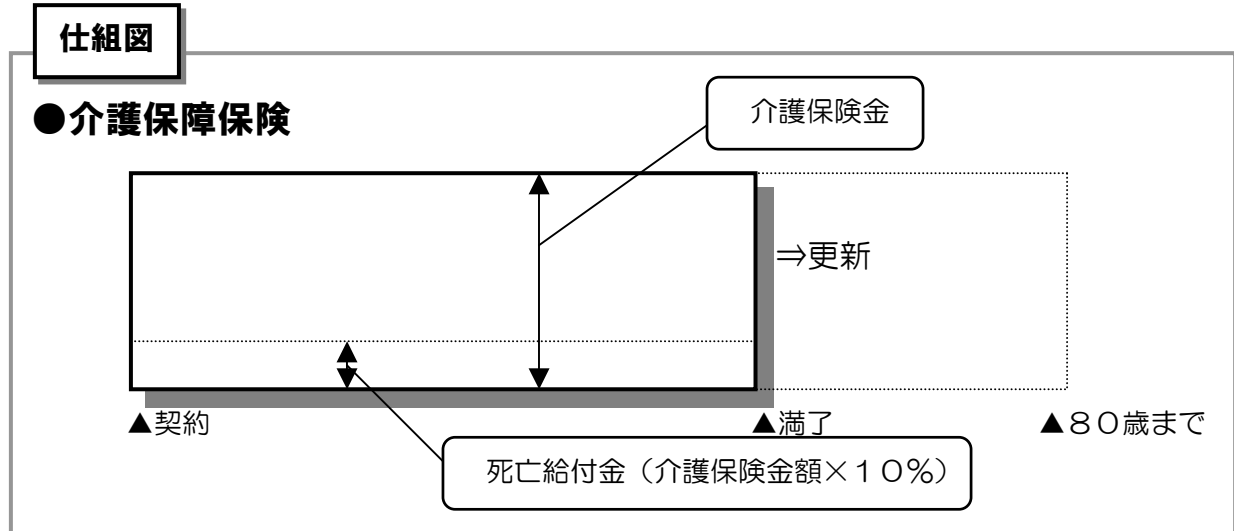 仕組図
●介護保障保険
介護保険金
⇒更新
▲契約
▲満了
▲８０歳まで
死亡給付金（介護保険金額×１０％）